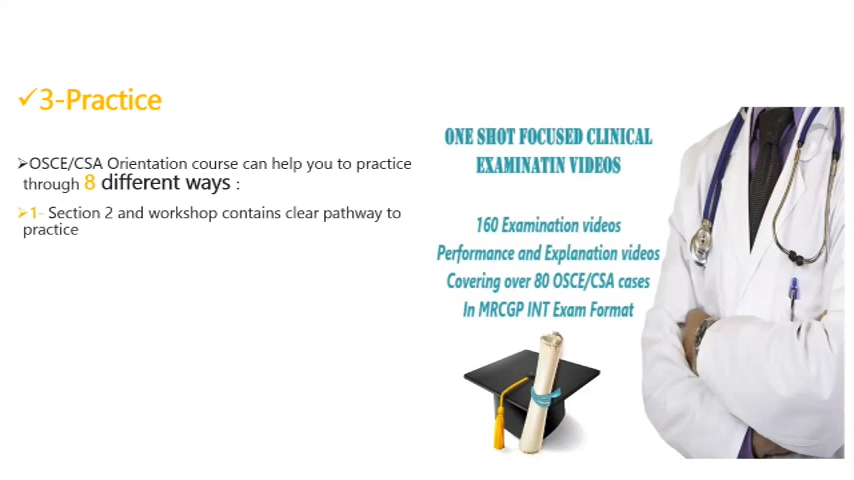 ✓3-Practice
➢OSCE/CSA Orientation course can help you to practice
through 8 different ways :
➢1- Section 2 and workshop contains clear pathway to
practice
ONE SHOT FOCUSED CLINICAL
EXAMINATIN VIDEOS
160 Examination videos
Performance and Explanation videos
Covering over 80 OSCE/CSA cases
In MRCGP INT Exam Format